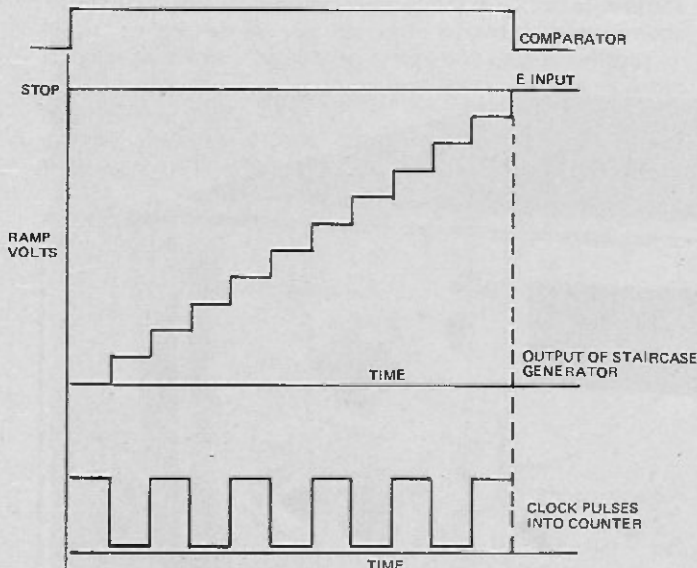 COMPARATOR
STOP
E INPUT
RAMP
VOLTS
TIME
OUTPUT OF STAIRCASE
GENERATOR
CLOCK PULSES
INTO COUNTER
TIME